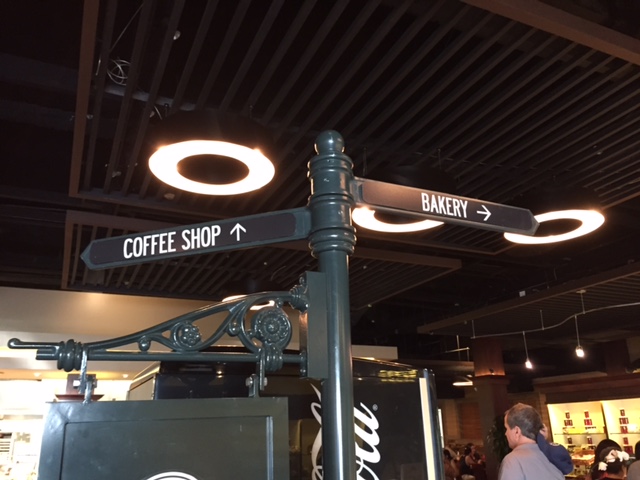 COFFEE SHOP ↑
BAKERY →